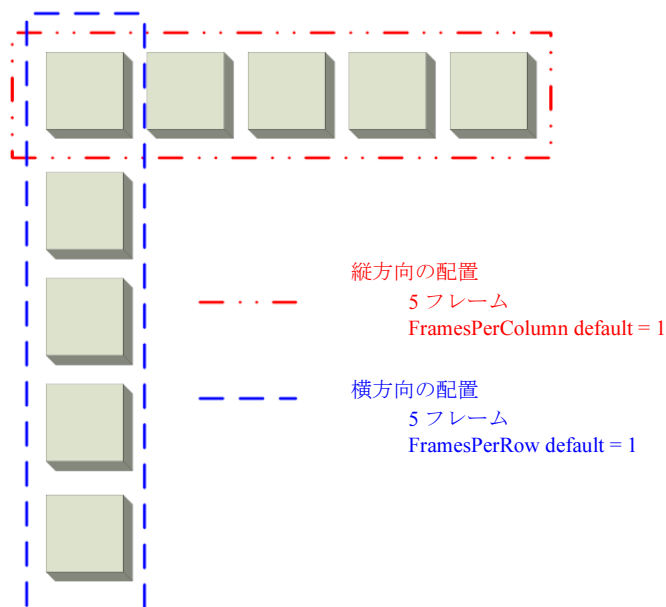 縦方向の配置
5 フレーム
FramesPerColumn default = 1
横方向の配置
5 フレーム
FramesPerRow default = 1